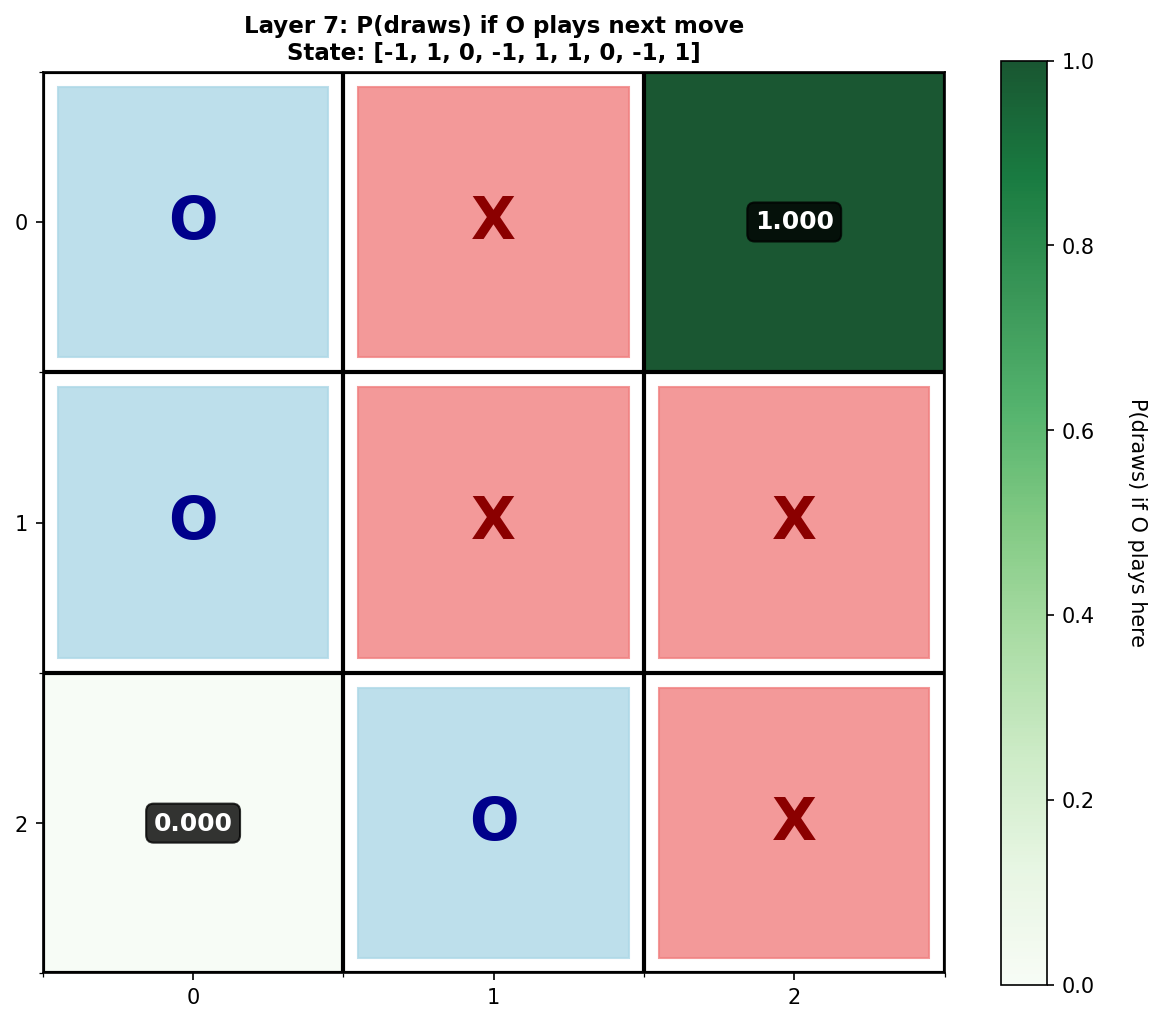 Layer 7: P(draws) if O plays next move
State: [-1, 1, 0, -1, 1, 1, 0, -1, 1]
O
X
1.000
O
X
X
0.000
O
X
0
1
2
0
1
2
1.0
0.8
0.6
0.4
0.2
0.0
P(draws) if O plays here